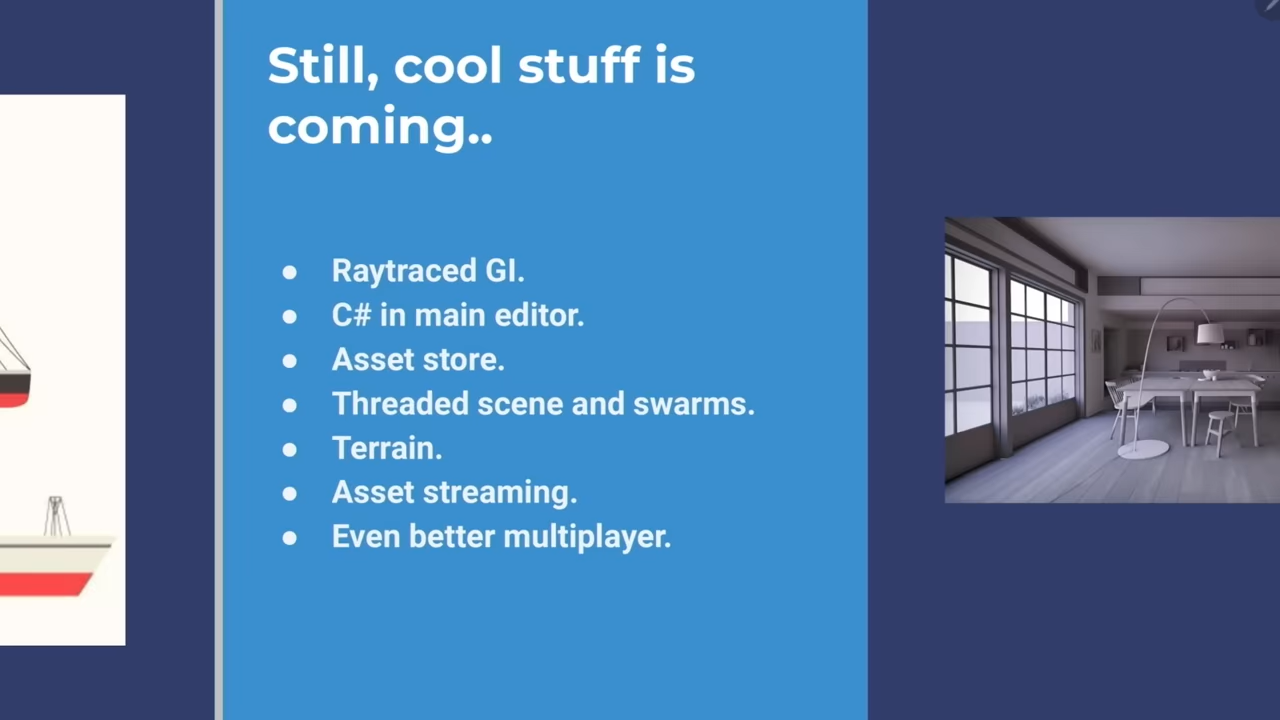 Still, cool stuff is
coming..
● Raytraced GI.
● C# in main editor.
● Asset store.
● Threaded scene and swarms.
● Terrain.
● Asset streaming.
● Even better multiplayer.